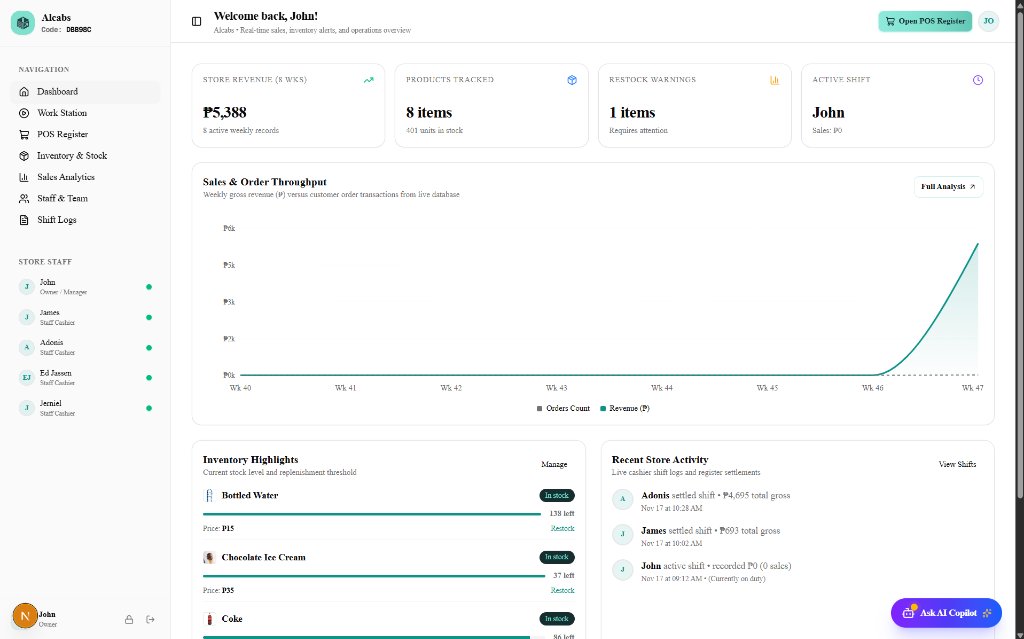 Alcabs
Code: DBB98C
NAVIGATION
Dashboard
Work Station
POS Register
Inventory & Stock
Sales Analytics
Staff & Team
Shift Logs
STORE STAFF
J
John
Owner / Manager
J
James
Staff Cashier
A
Adonis
Staff Cashier
EJ
Ed Jassen
Staff Cashier
J
Jerniel
Staff Cashier
N
John
Owner
Welcome back, John!
Alcabs • Real-time sales, inventory alerts, and operations overview
Open POS Register
JO
STORE REVENUE (8 WKS)
₱5,388
8 active weekly records
PRODUCTS TRACKED
8 items
401 units in stock
RESTOCK WARNINGS
1 items
Requires attention
ACTIVE SHIFT
John
Sales: ₱0
Sales & Order Throughput
Weekly gross revenue (₱) versus customer order transactions from live database
Full Analysis
₱6k
₱5k
₱3k
₱2k
₱0k
Wk 40
Wk 41
Wk 42
Wk 43
Wk 44
Wk 45
Wk 46
Wk 47
Orders Count
Revenue (₱)
Inventory Highlights
Current stock level and replenishment threshold
Manage
Bottled Water
In stock
138 left
Price: ₱15
Restock
Chocolate Ice Cream
In stock
37 left
Price: ₱35
Restock
Coke
In stock
86 left
Recent Store Activity
Live cashier shift logs and register settlements
View Shifts
A
Adonis settled shift • ₱4,695 total gross
Nov 17 at 10:28 AM
J
James settled shift • ₱693 total gross
Nov 17 at 10:02 AM
J
John active shift • recorded ₱0 (0 sales)
Nov 17 at 09:12 AM • (Currently on duty)
Ask AI Copilot